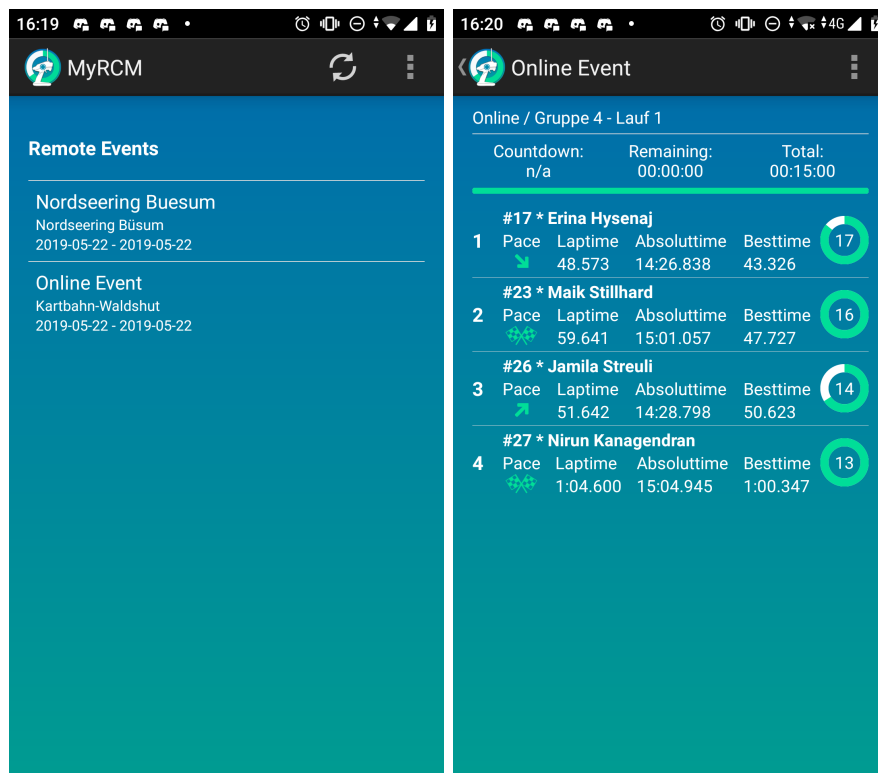 16:19
MyRCM
Remote Events
Nordseering Buesum
Nordseering Büsum
2019-05-22 - 2019-05-22
Online Event
Kartbahn-Waldshut
2019-05-22 - 2019-05-22
16:20 4G
Online Event
Online / Gruppe 4 - Lauf 1
Countdown: Remaining: Total:
n/a 00:00:00 00:15:00
#17 * Erina Hysenaj
1 Pace Laptime Absoluttime Besttime 17
48.573 14:26.838 43.326
#23 * Maik Stillhard
2 Pace Laptime Absoluttime Besttime 16
59.641 15:01.057 47.727
#26 * Jamila Streuli
3 Pace Laptime Absoluttime Besttime 14
51.642 14:28.798 50.623
#27 * Nirun Kanagendran
4 Pace Laptime Absoluttime Besttime 13
1:04.600 15:04.945 1:00.347